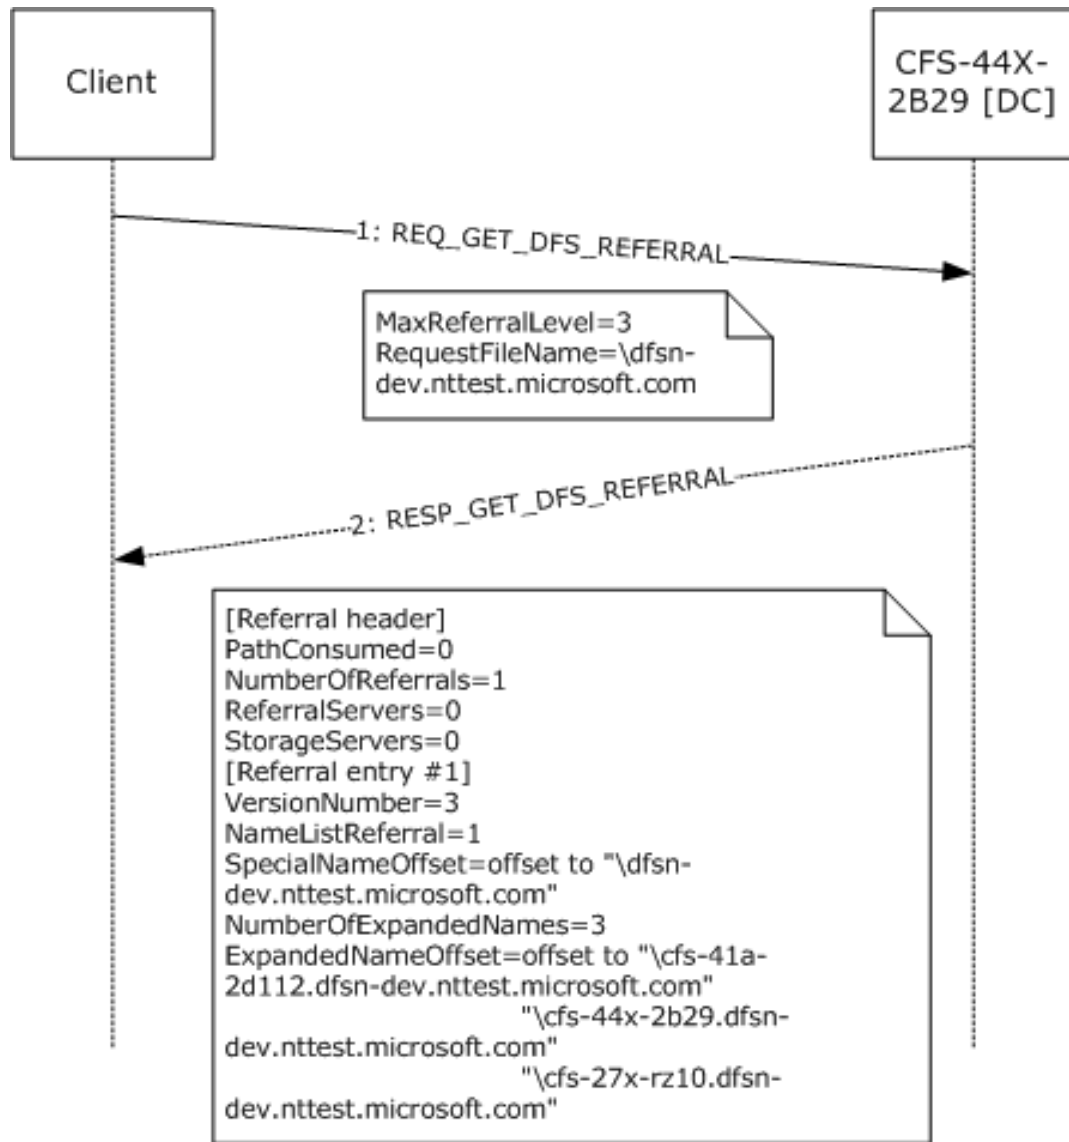 Client
CFS-44X-
2B29 [DC]
1: REQ_GET_DFS_REFERRAL
MaxReferralLevel=3
RequestFileName=\dfsn-
dev.nttest.microsoft.com
2: RESP_GET_DFS_REFERRAL
[Referral header]
PathConsumed=0
NumberOfReferrals=1
ReferralServers=0
StorageServers=0
[Referral entry #1]
VersionNumber=3
NameListReferral=1
SpecialNameOffset=offset to "\dfsn-
dev.nttest.microsoft.com"
NumberOfExpandedNames=3
ExpandedNameOffset=offset to "\cfs-41a-
2d112.dfsn-dev.nttest.microsoft.com"
"\cfs-44x-2b29.dfsn-
dev.nttest.microsoft.com"
"\cfs-27x-rz10.dfsn-
dev.nttest.microsoft.com"